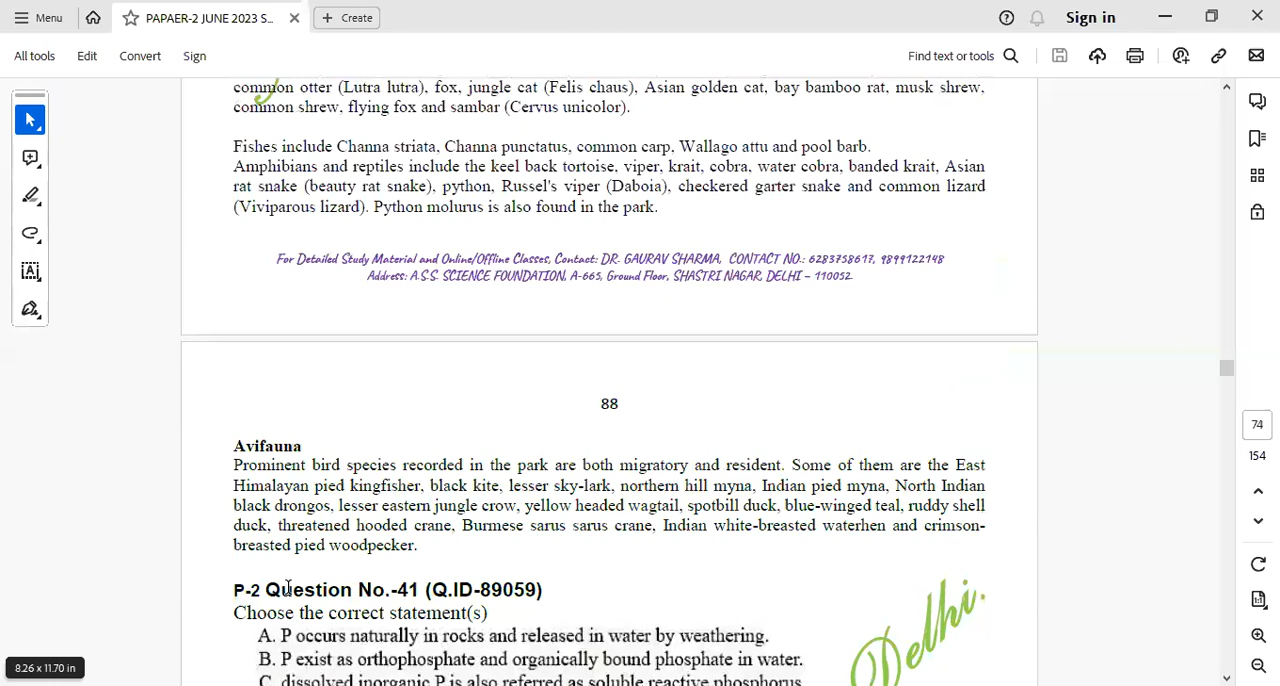 Menu
PAPAER-2 JUNE 2023 S...
Create
Sign in
All tools
Edit
Convert
Sign
Find text or tools
common otter (Lutra lutra), fox, jungle cat (Felis chaus), Asian golden cat, bay bamboo rat, musk shrew,
common shrew, flying fox and sambar (Cervus unicolor).
Fishes include Channa striata, Channa punctatus, common carp, Wallago attu and pool barb.
Amphibians and reptiles include the keel back tortoise, viper, krait, cobra, water cobra, banded krait, Asian
rat snake (beauty rat snake), python, Russel's viper (Daboia), checkered garter snake and common lizard
(Viviparous lizard). Python molurus is also found in the park.
For Detailed Study Material and Online/Offline Classes, Contact: DR. GAURAV SHARMA, CONTACT NO.: 6283758617, 9899122148
Address: A.S.S. SCIENCE FOUNDATION, A-665, Ground Floor, SHASTRI NAGAR, DELHI – 110052.
88
Avifauna
Prominent bird species recorded in the park are both migratory and resident. Some of them are the East
Himalayan pied kingfisher, black kite, lesser sky-lark, northern hill myna, Indian pied myna, North Indian
black drongos, lesser eastern jungle crow, yellow headed wagtail, spotbill duck, blue-winged teal, ruddy shell
duck, threatened hooded crane, Burmese sarus sarus crane, Indian white-breasted waterhen and crimson-
breasted pied woodpecker.
P-2 Question No.-41 (Q.ID-89059)
Choose the correct statement(s)
A. P occurs naturally in rocks and released in water by weathering.
B. P exist as orthophosphate and organically bound phosphate in water.
C. dissolved inorganic P is also referred as soluble reactive phosphorus
Delhi.
74
154
8.26 x 11.70 in